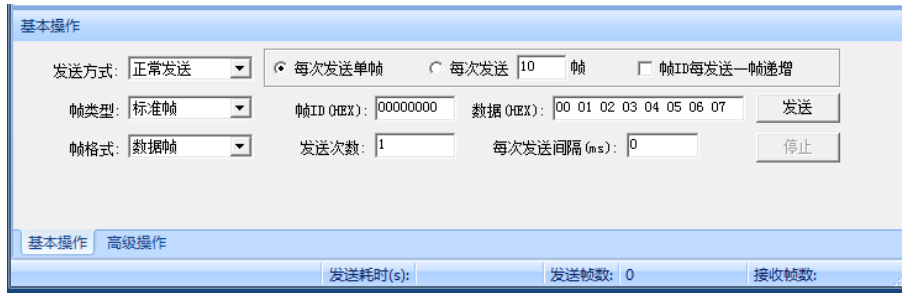 基本操作
发送方式: 正常发送 每次发送单帧 每次发送 10 帧 帧ID每发送一帧递增
帧类型: 标准帧 帧ID(HEX): 00000000 数据(HEX): 00 01 02 03 04 05 06 07 发送
帧格式: 数据帧 发送次数: 1 每次发送间隔(ms): 0 停止
基本操作 高级操作
发送耗时(s): 发送帧数: 0 接收帧数: